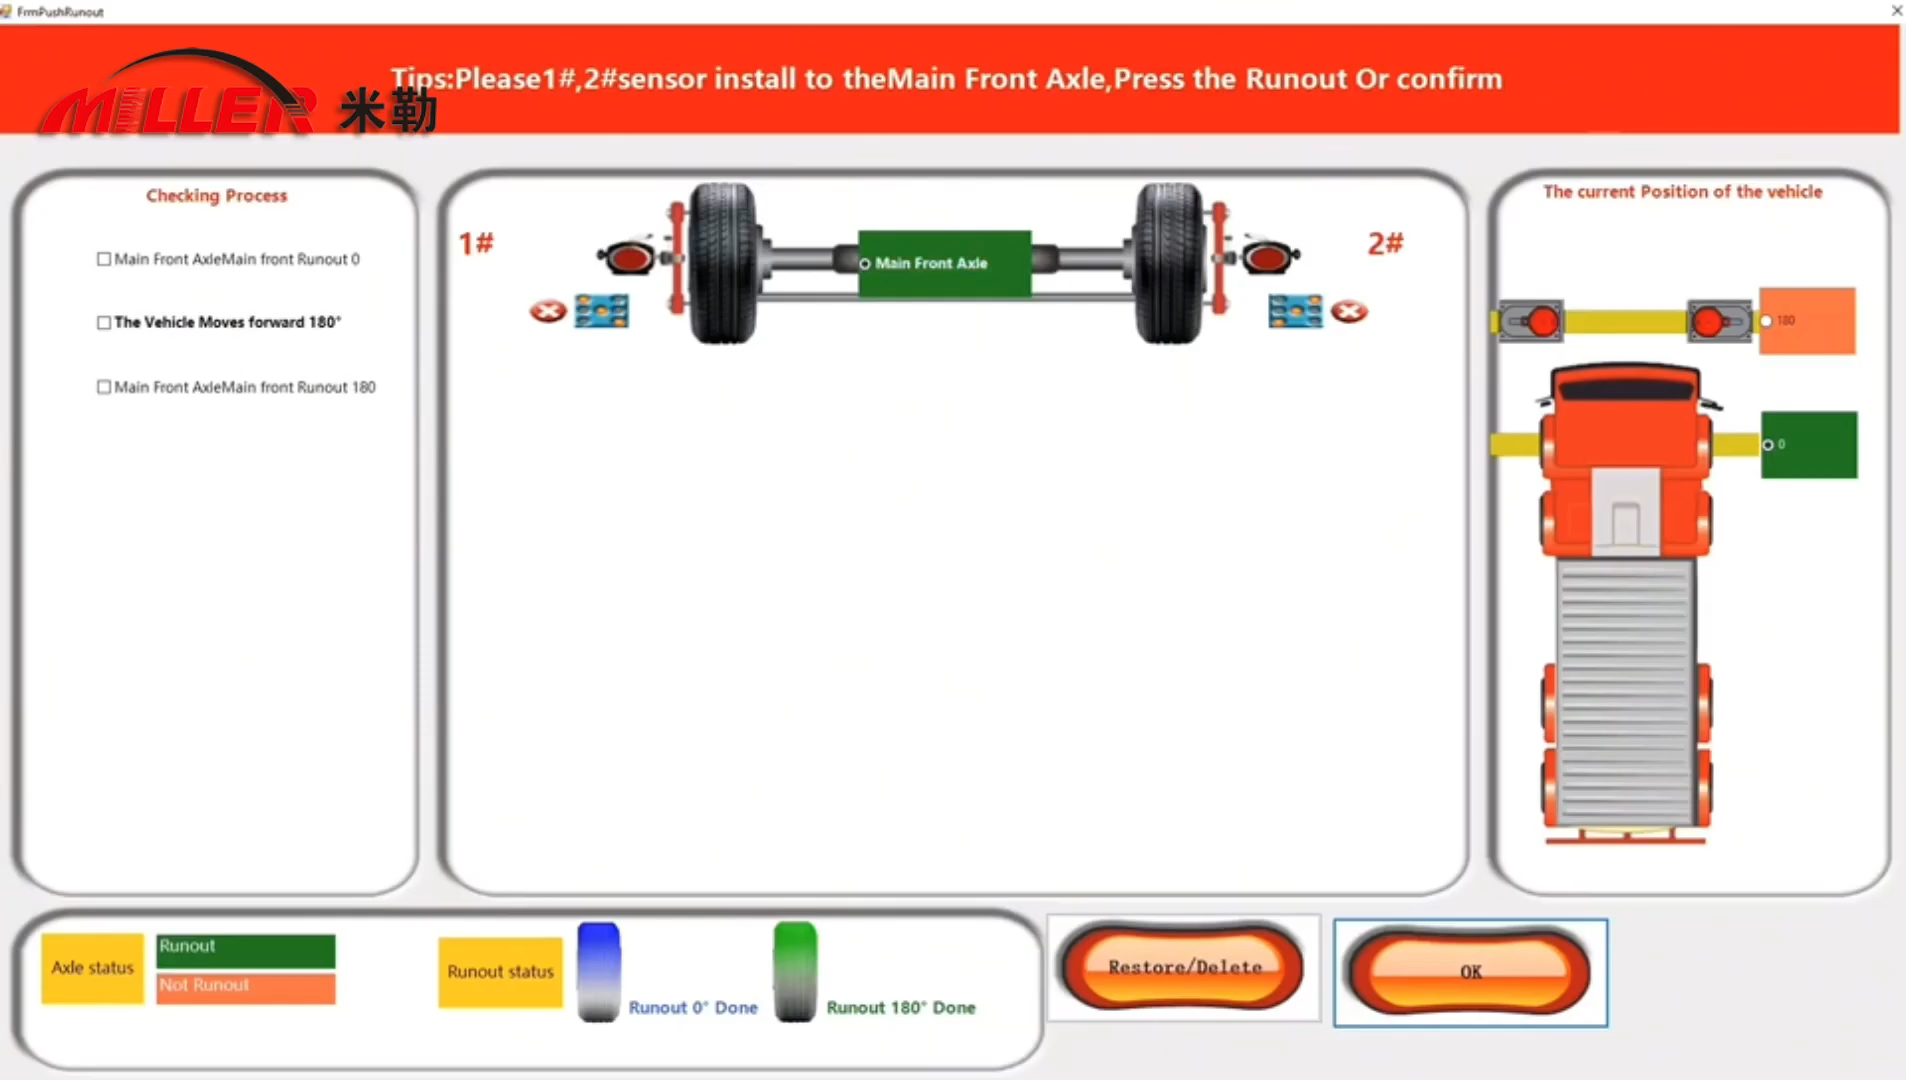 FrmPushRunout
MILLER 米勒
Tips:Please1#,2#sensor install to theMain Front Axle,Press the Runout Or confirm
Checking Process
Main Front AxleMain front Runout 0
The Vehicle Moves forward 180°
Main Front AxleMain front Runout 180
1#
Main Front Axle
2#
The current Position of the vehicle
180
0
Axle status
Runout
Not Runout
Runout status
Runout 0° Done
Runout 180° Done
Restore/Delete
OK